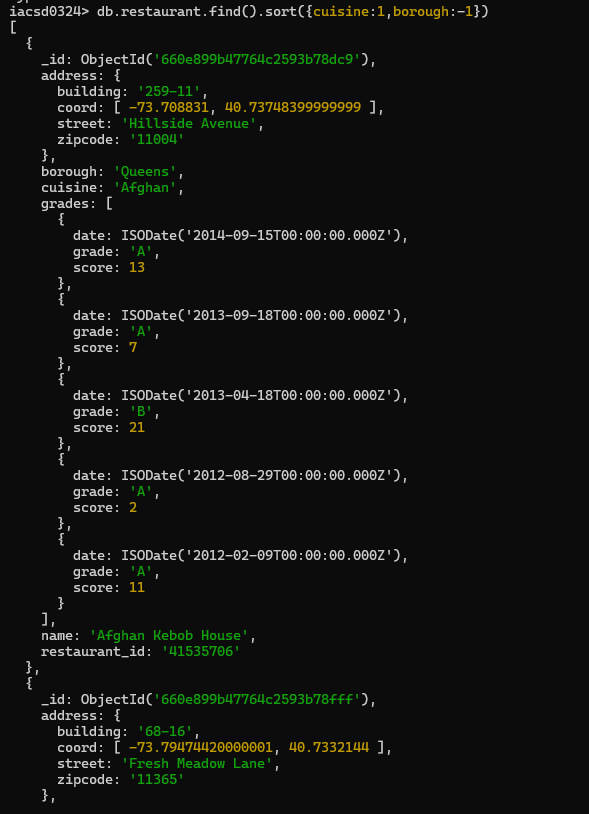 iacsd0324> db.restaurant.find().sort({cuisine:1,borough:-1})
[
  {
    _id: ObjectId('660e899b47764c2593b78dc9'),
    address: {
      building: '259-11',
      coord: [ -73.708831, 40.73748399999999 ],
      street: 'Hillside Avenue',
      zipcode: '11004'
    },
    borough: 'Queens',
    cuisine: 'Afghan',
    grades: [
      {
        date: ISODate('2014-09-15T00:00:00.000Z'),
        grade: 'A',
        score: 13
      },
      {
        date: ISODate('2013-09-18T00:00:00.000Z'),
        grade: 'A',
        score: 7
      },
      {
        date: ISODate('2013-04-18T00:00:00.000Z'),
        grade: 'B',
        score: 21
      },
      {
        date: ISODate('2012-08-29T00:00:00.000Z'),
        grade: 'A',
        score: 2
      },
      {
        date: ISODate('2012-02-09T00:00:00.000Z'),
        grade: 'A',
        score: 11
      }
    ],
    name: 'Afghan Kebob House',
    restaurant_id: '41535706'
  },
  {
    _id: ObjectId('660e899b47764c2593b78fff'),
    address: {
      building: '68-16',
      coord: [ -73.79474420000001, 40.7332144 ],
      street: 'Fresh Meadow Lane',
      zipcode: '11365'
    },